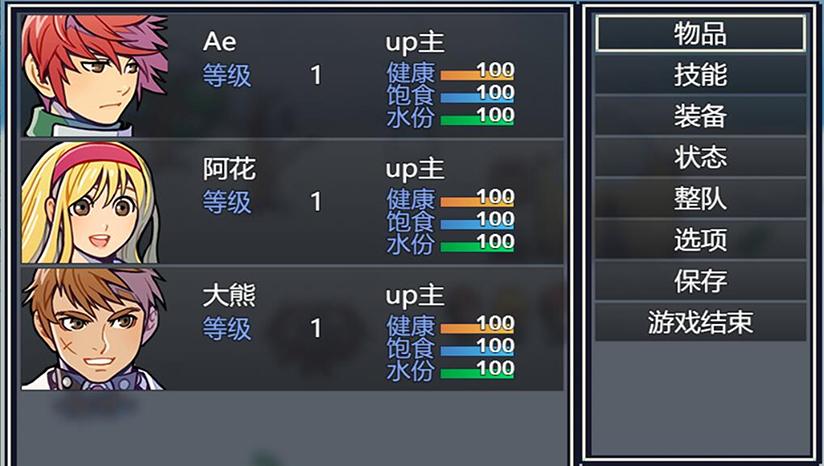 Ae up主
等级 1 健康 100
饱食 100
水份 100
阿花 up主
等级 1 健康 100
饱食 100
水份 100
大熊 up主
等级 1 健康 100
饱食 100
水份 100
物品
技能
装备
状态
整队
选项
保存
游戏结束